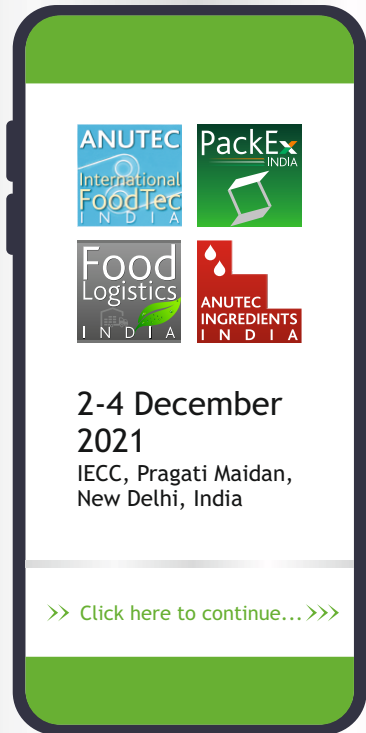 ANUTEC
International
FoodTec
INDIA
PackEx
INDIA
Food
Logistics
INDIA
ANUTEC
INGREDIENTS
INDIA
2-4 December
2021
IECC, Pragati Maidan,
New Delhi, India
>> Click here to continue... >>>